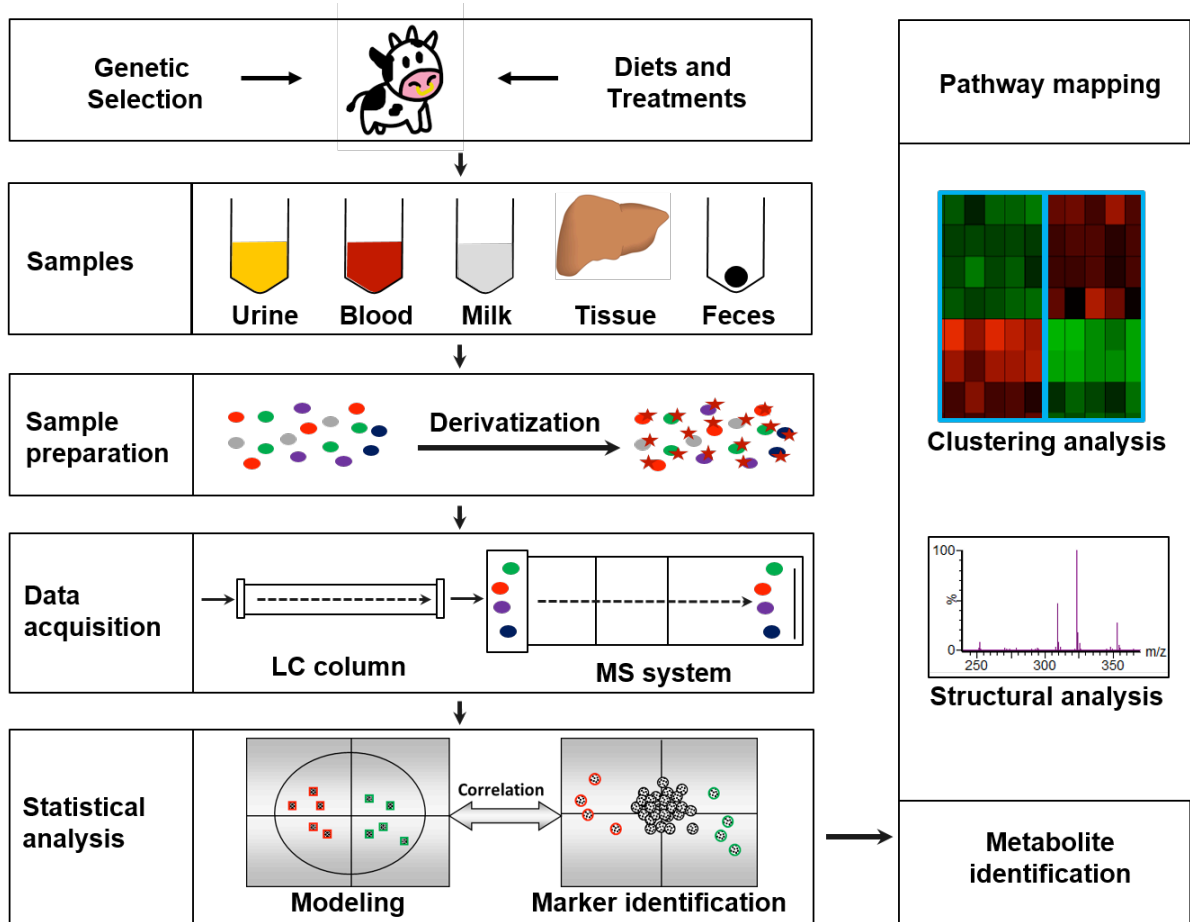 Genetic
Selection
Diets and
Treatments
Samples
Urine
Blood
Milk
Tissue
Feces
Sample
preparation
Derivatization
Data
acquisition
LC column
MS system
Statistical
analysis
Correlation
Modeling
Marker identification
Pathway mapping
Clustering analysis
100
%
0
250
300
350
m/z
Structural analysis
Metabolite
identification